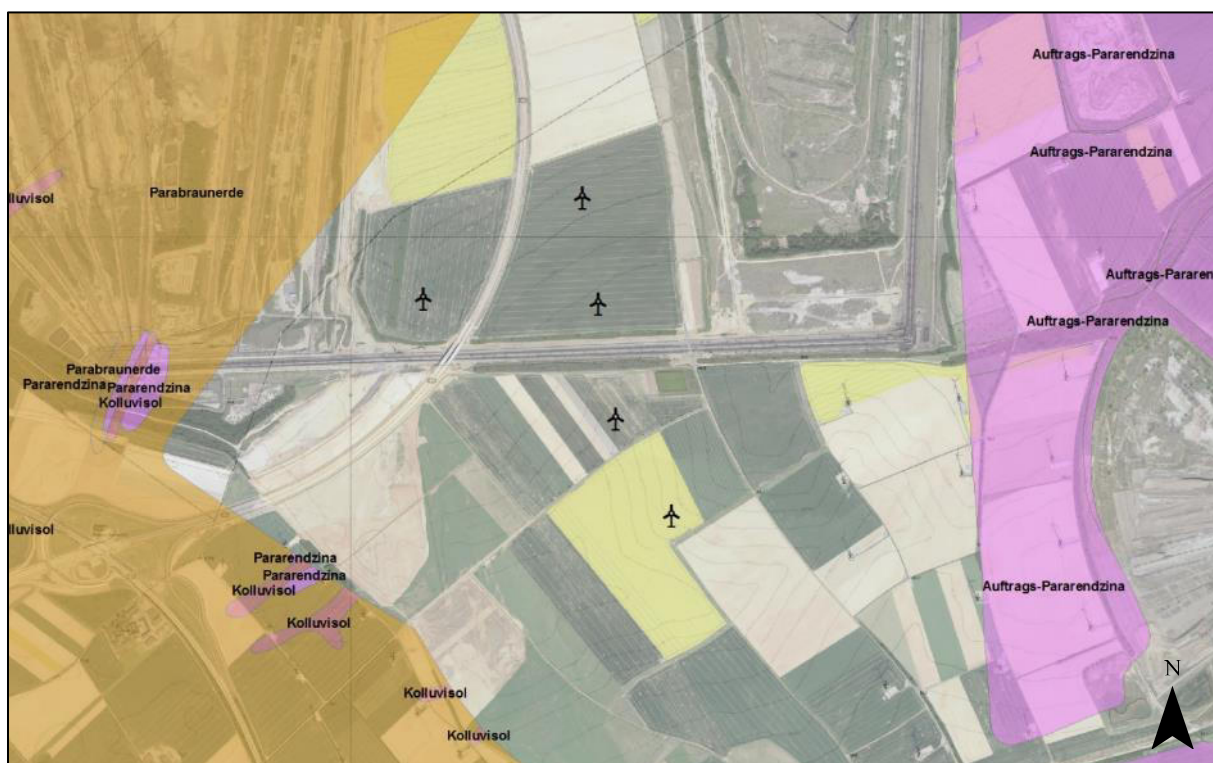 Auftrags-Pararendzina
Auftrags-Pararendzina
Parabraunerde
lluvisol
Auftrags-Pararen
Auftrags-Pararendzina
Parabraunerde
Pararendzina
Pararendzina
Kolluvisol
lluvisol
Pararendzina
Pararendzina
Kolluvisol
Auftrags-Pararendzina
Kolluvisol
Kolluvisol
Kolluvisol
N